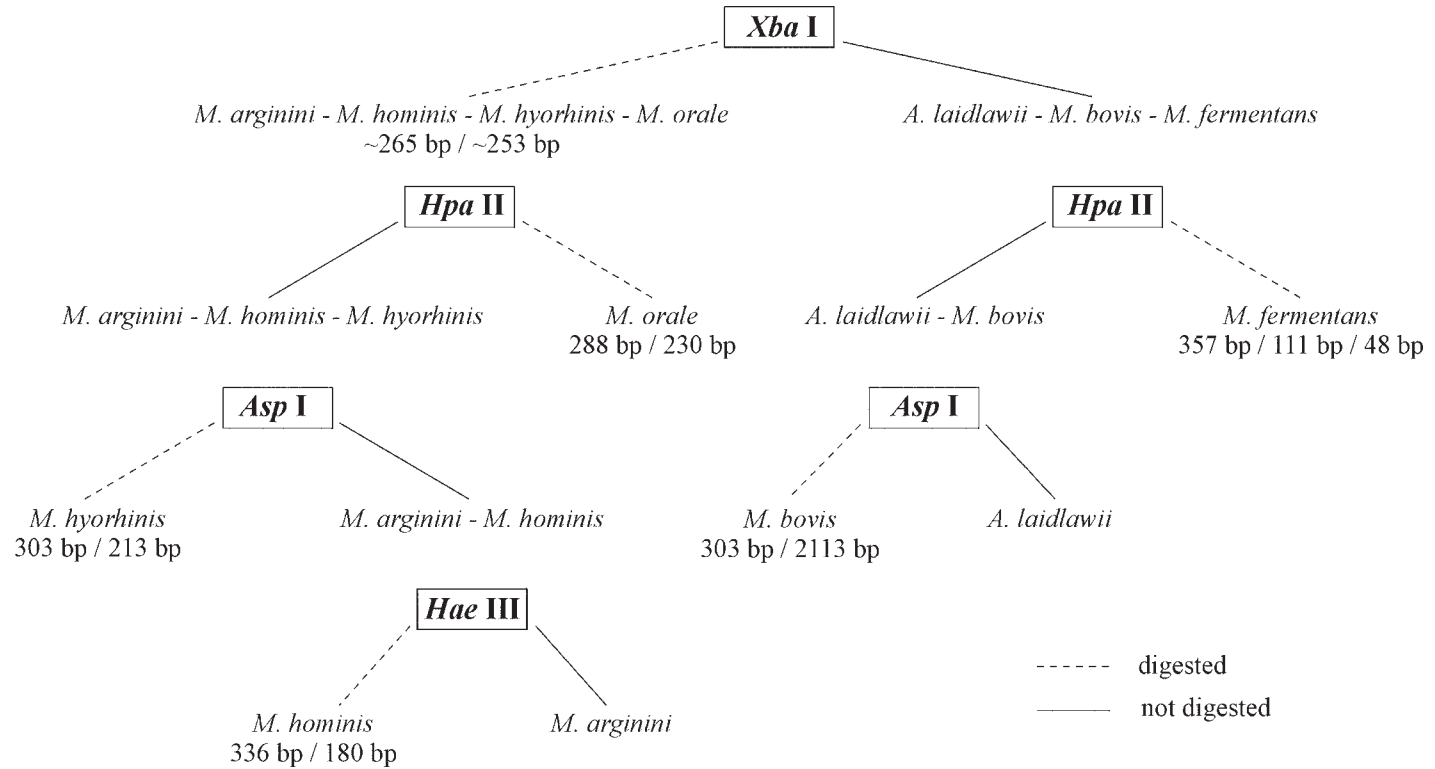 Xba I
M. arginini - M. hominis - M. hyorhinis - M. orale
~265 bp / ~253 bp
A. laidlawii - M. bovis - M. fermentans
Hpa II
Hpa II
M. arginini - M. hominis - M. hyorhinis
M. orale
288 bp / 230 bp
A. laidlawii - M. bovis
M. fermentans
357 bp / 111 bp / 48 bp
Asp I
Asp I
M. hyorhinis
303 bp / 213 bp
M. arginini - M. hominis
M. bovis
303 bp / 2113 bp
A. laidlawii
Hae III
M. hominis
336 bp / 180 bp
M. arginini
digested
not digested